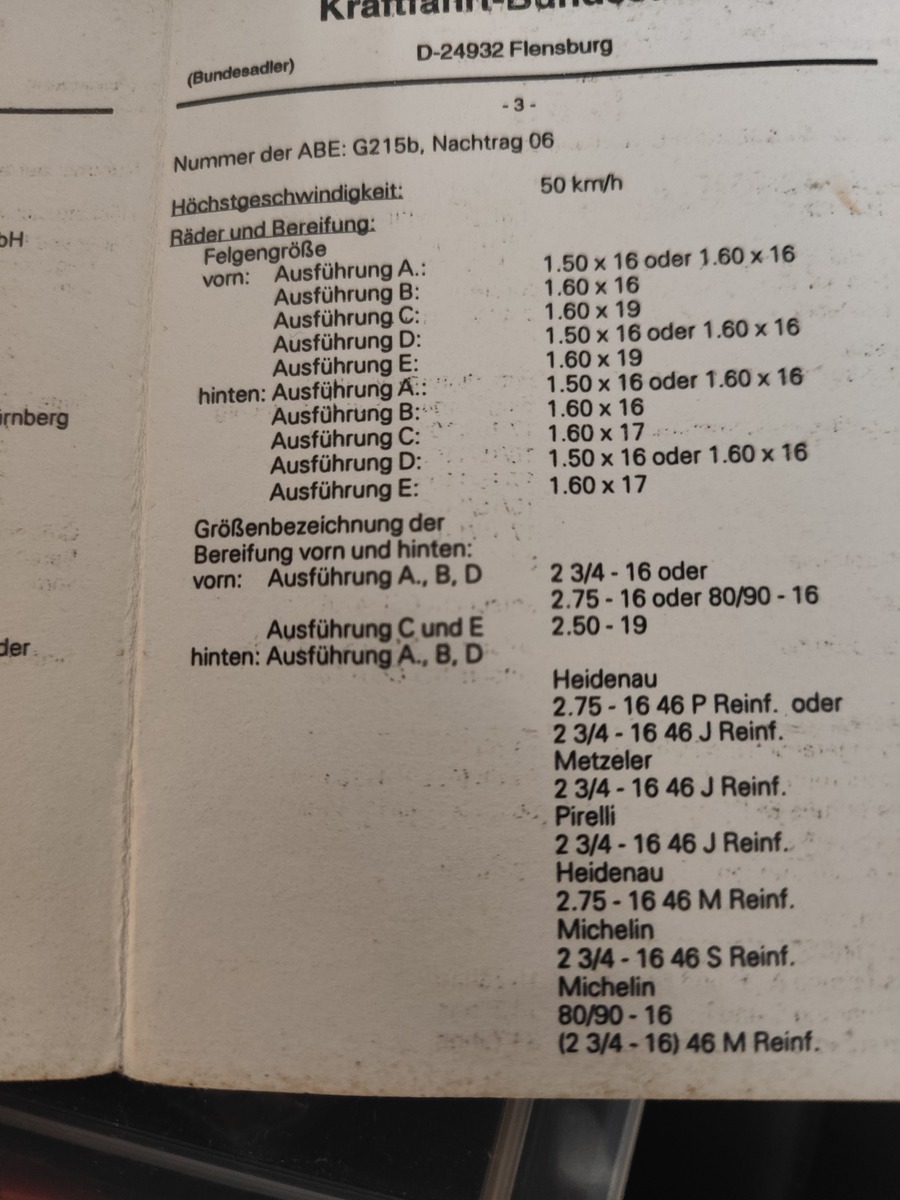 D-24932 Flensburg
(Bundesadler)
- 3 -
Nummer der ABE: G215b, Nachtrag 06
Höchstgeschwindigkeit: 50 km/h
Räder und Bereifung:
Felgengröße
vorn: Ausführung A.: 1.50 x 16 oder 1.60 x 16
Ausführung B: 1.60 x 16
Ausführung C: 1.60 x 19
Ausführung D: 1.50 x 16 oder 1.60 x 16
Ausführung E: 1.60 x 19
hinten: Ausführung A.: 1.50 x 16 oder 1.60 x 16
Ausführung B: 1.60 x 16
Ausführung C: 1.60 x 17
Ausführung D: 1.50 x 16 oder 1.60 x 16
Ausführung E: 1.60 x 17
Größenbezeichnung der
Bereifung vorn und hinten:
vorn: Ausführung A., B, D 2 3/4 - 16 oder
2.75 - 16 oder 80/90 - 16
Ausführung C und E 2.50 - 19
hinten: Ausführung A., B, D
Heidenau
2.75 - 16 46 P Reinf. oder
2 3/4 - 16 46 J Reinf.
Metzeler
2 3/4 - 16 46 J Reinf.
Pirelli
2 3/4 - 16 46 J Reinf.
Heidenau
2.75 - 16 46 M Reinf.
Michelin
2 3/4 - 16 46 S Reinf.
Michelin
80/90 - 16
(2 3/4 - 16) 46 M Reinf.